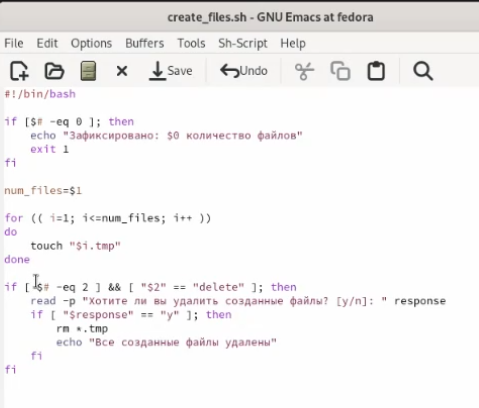 create_files.sh - GNU Emacs at fedora
File Edit Options Buffers Tools Sh-Script Help
Save Undo
#!/bin/bash
if [$# -eq 0 ]; then
echo "Зафиксировано: $0 количество файлов"
exit 1
fi
num_files=$1
for (( i=1; i<=num_files; i++ ))
do
touch "$i.tmp"
done
if [ $# -eq 2 ] && [ "$2" == "delete" ]; then
read -p "Хотите ли вы удалить созданные файлы? [y/n]: " response
if [ "$response" == "y" ]; then
rm *.tmp
echo "Все созданные файлы удалены"
fi
fi